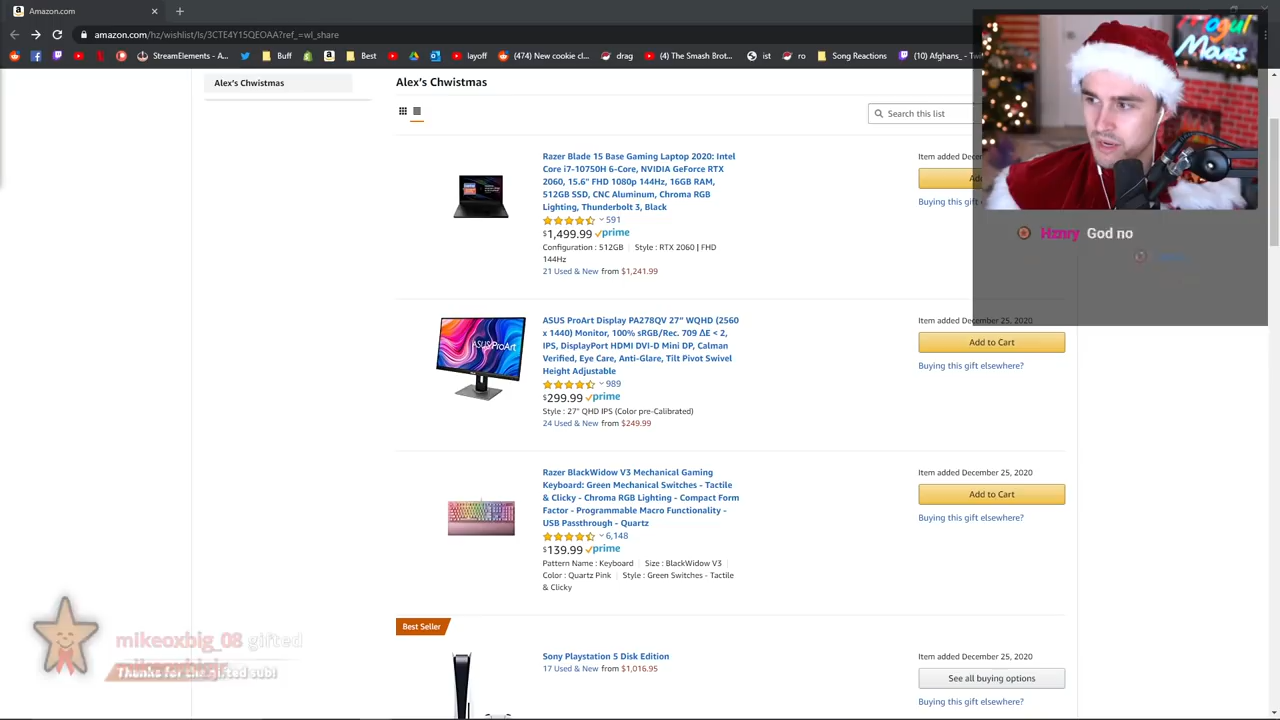 Amazon.com
amazon.com/hz/wishlist/ls/3CTE4Y15QEOAA?ref_=wl_share
StreamElements - A...
Buff
Best
layoff
(474) New cookie cl...
drag
(4) The Smash Brot...
ist
ro
Song Reactions
(10) Afghans_ - Tw
Mogul
Moves
Alex's Chwistmas
Alex's Chwistmas
Search this list
Razer Blade 15 Base Gaming Laptop 2020: Intel
Core i7-10750H 6-Core, NVIDIA GeForce RTX
2060, 15.6" FHD 1080p 144Hz, 16GB RAM,
512GB SSD, CNC Aluminum, Chroma RGB
Lighting, Thunderbolt 3, Black
591
$1,499.99 prime
Configuration : 512GB | Style : RTX 2060 | FHD
144Hz
21 Used & New from $1,241.99
Item added Dece
Add
Buying this gift
Hznry God no
ASUS ProArt
ASUS ProArt Display PA278QV 27" WQHD (2560
x 1440) Monitor, 100% sRGB/Rec. 709 ΔE < 2,
IPS, DisplayPort HDMI DVI-D Mini DP, Calman
Verified, Eye Care, Anti-Glare, Tilt Pivot Swivel
Height Adjustable
989
$299.99 prime
Style : 27" QHD IPS (Color pre-Calibrated)
24 Used & New from $249.99
Item added December 25, 2020
Add to Cart
Buying this gift elsewhere?
Razer BlackWidow V3 Mechanical Gaming
Keyboard: Green Mechanical Switches - Tactile
& Clicky - Chroma RGB Lighting - Compact Form
Factor - Programmable Macro Functionality -
USB Passthrough - Quartz
6,148
$139.99 prime
Pattern Name : Keyboard | Size : BlackWidow V3 |
Color : Quartz Pink | Style : Green Switches - Tactile
& Clicky
Item added December 25, 2020
Add to Cart
Buying this gift elsewhere?
Best Seller
Sony Playstation 5 Disk Edition
17 Used & New from $1,016.95
Item added December 25, 2020
See all buying options
Buying this gift elsewhere?
mikeoxbig_08 gifted
Thanks for the gifted sub!